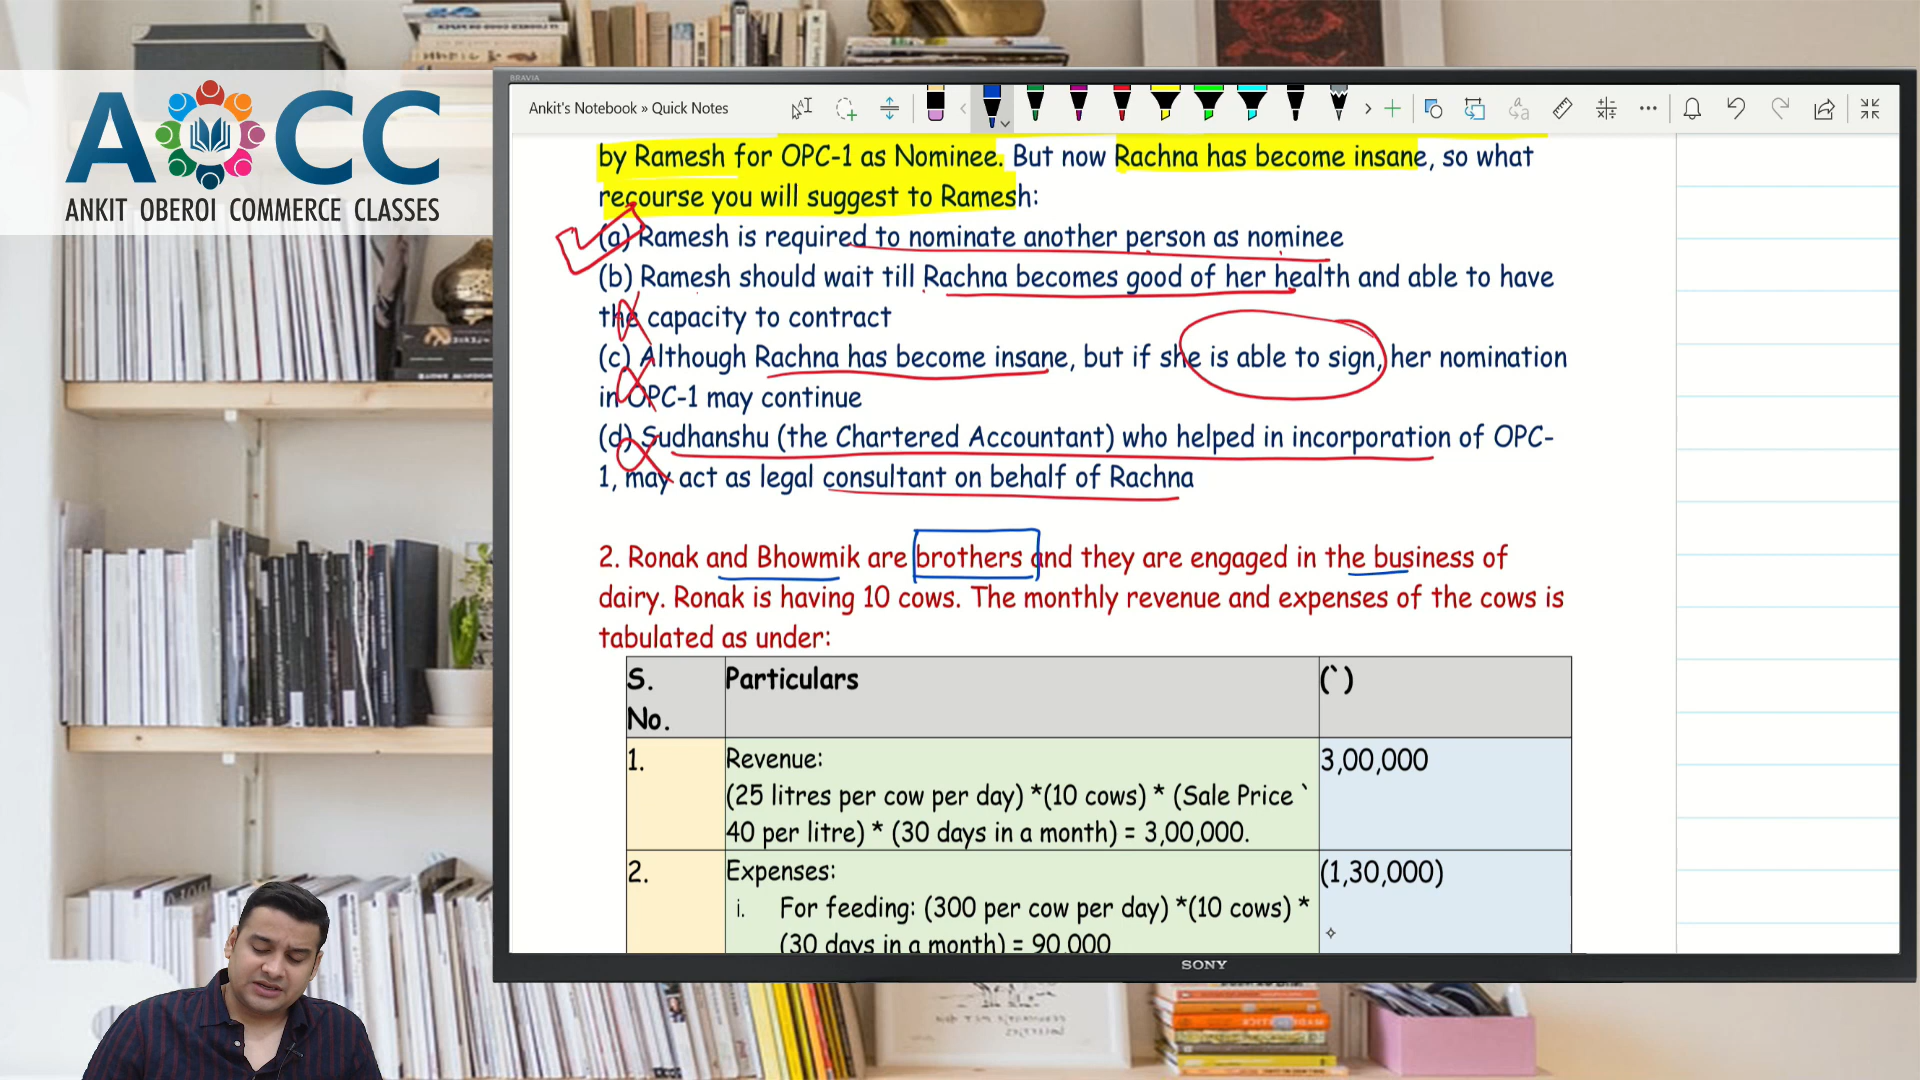 BRAVIA
AOCC
ANKIT OBEROI COMMERCE CLASSES
Ankit's Notebook » Quick Notes
by Ramesh for OPC-1 as Nominee. But now Rachna has become insane, so what
recourse you will suggest to Ramesh:
(a) Ramesh is required to nominate another person as nominee
(b) Ramesh should wait till Rachna becomes good of her health and able to have
the capacity to contract
(c) Although Rachna has become insane, but if she is able to sign, her nomination
in OPC-1 may continue
(d) Sudhanshu (the Chartered Accountant) who helped in incorporation of OPC-
1, may act as legal consultant on behalf of Rachna
2. Ronak and Bhowmik are brothers and they are engaged in the business of
dairy. Ronak is having 10 cows. The monthly revenue and expenses of the cows is
tabulated as under:
S. No. Particulars (`)
1. Revenue: 3,00,000
(25 litres per cow per day) *(10 cows) * (Sale Price `
40 per litre) * (30 days in a month) = 3,00,000.
2. Expenses: (1,30,000)
i. For feeding: (300 per cow per day) *(10 cows) *
(30 days in a month) = 90,000
SONY